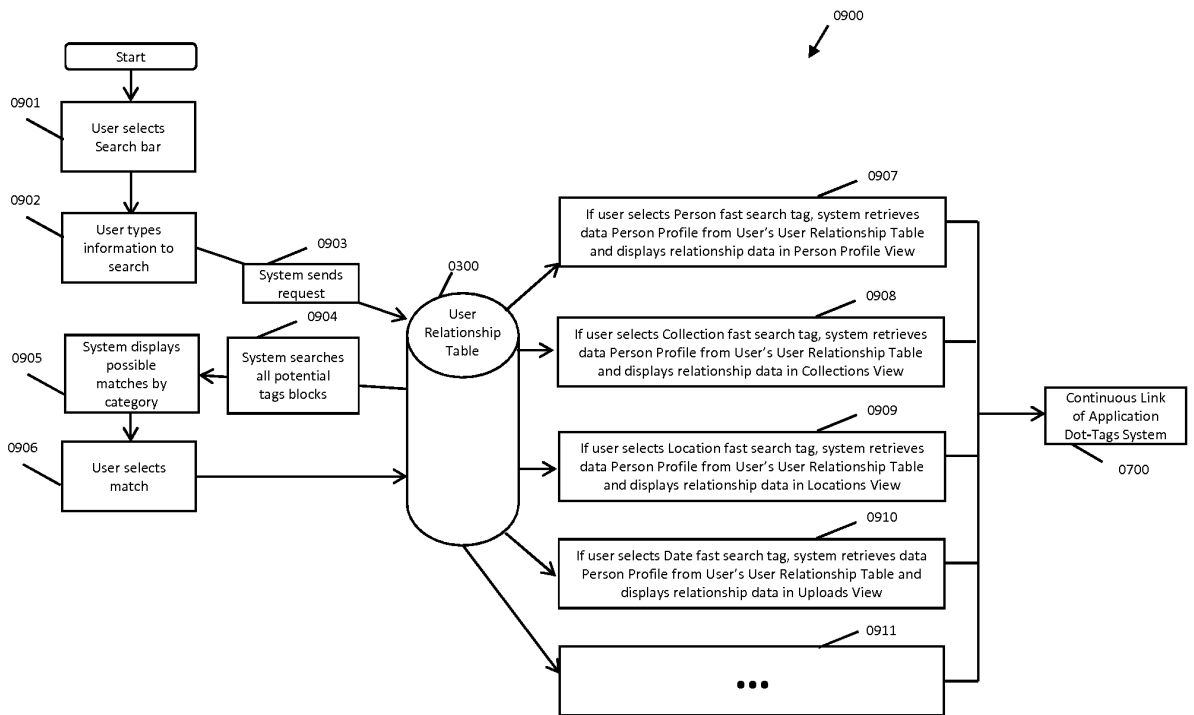 0900
Start
0901
User selects
Search bar
0902
User types
information to
search
0903
System sends
request
0300
User
Relationship
Table
0904
System searches
all potential
tags blocks
0905
System displays
possible
matches by
category
0906
User selects
match
0907
If user selects Person fast search tag, system retrieves
data Person Profile from User's User Relationship Table
and displays relationship data in Person Profile View
0908
If user selects Collection fast search tag, system retrieves
data Person Profile from User's User Relationship Table
and displays relationship data in Collections View
0909
If user selects Location fast search tag, system retrieves
data Person Profile from User's User Relationship Table
and displays relationship data in Locations View
0910
If user selects Date fast search tag, system retrieves data
Person Profile from User's User Relationship Table and
displays relationship data in Uploads View
0911
...
Continuous Link
of Application
Dot-Tags System
0700